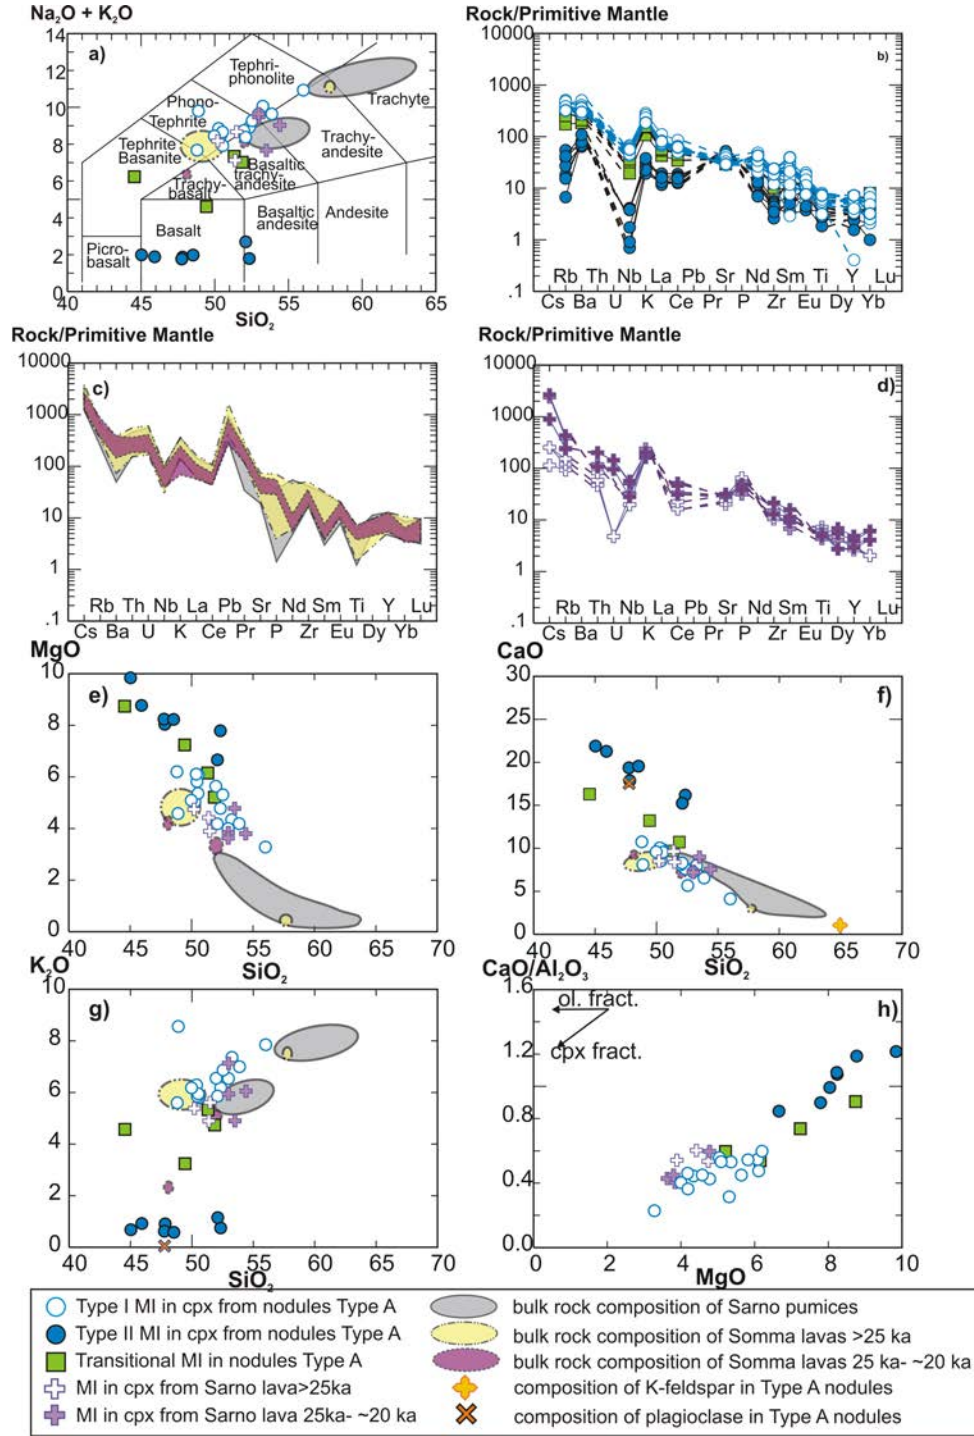 Na₂O + K₂O
a)
14
12
10
8
6
4
2
0
Tephri-
phonolite
Phono-
Tephrite
Tephrite
Basanite
Trachyte
Trachy-
andesite
Basaltic
trachy-
andesite
Trachy-
basalt
Basalt
Basaltic
andesite
Andesite
Picro-
basalt
40 45 50 55 60 65
SiO₂
Rock/Primitive Mantle
b)
10000
1000
100
10
1
.1
Rb Th Nb La Pb Sr Nd Sm Ti Y Lu
Cs Ba U K Ce Pr P Zr Eu Dy Yb
Rock/Primitive Mantle
c)
10000
1000
100
10
1
.1
Rb Th Nb La Pb Sr Nd Sm Ti Y Lu
Cs Ba U K Ce Pr P Zr Eu Dy Yb
Rock/Primitive Mantle
d)
10000
1000
100
10
1
.1
Rb Th Nb La Pb Sr Nd Sm Ti Y Lu
Cs Ba U K Ce Pr P Zr Eu Dy Yb
MgO
e)
10
8
6
4
2
0
40 45 50 55 60 65 70
SiO₂
CaO
f)
30
25
20
15
10
5
0
40 45 50 55 60 65 70
SiO₂
K₂O
g)
10
8
6
4
2
0
40 45 50 55 60 65 70
SiO₂
CaO/Al₂O₃
h)
1.6
1.2
0.8
0.4
0.0
ol. fract.
cpx fract.
0 2 4 6 8 10
MgO
Type I MI in cpx from nodules Type A
Type II MI in cpx from nodules Type A
Transitional MI in nodules Type A
MI in cpx from Sarno lava>25ka
MI in cpx from Sarno lava 25ka- ~20 ka
bulk rock composition of Sarno pumices
bulk rock composition of Somma lavas >25 ka
bulk rock composition of Somma lavas 25 ka- ~20 ka
composition of K-feldspar in Type A nodules
composition of plagioclase in Type A nodules